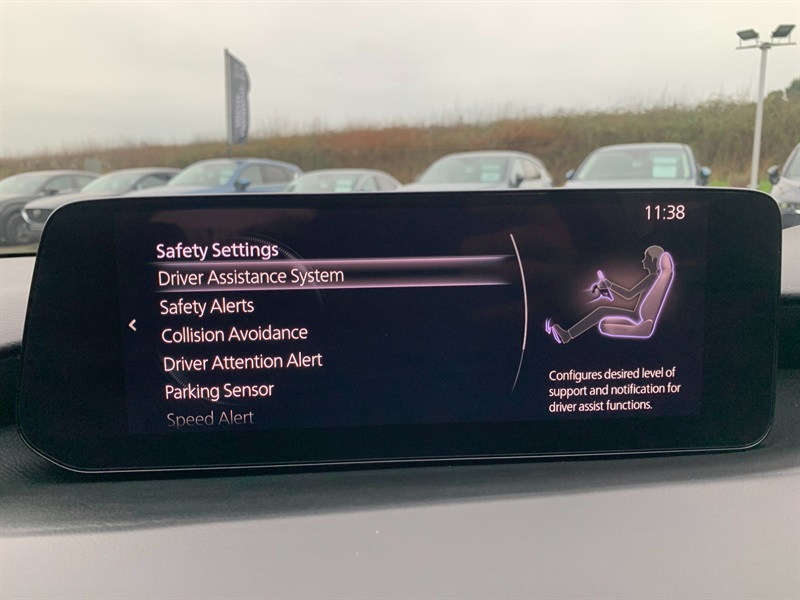 11:38
Safety Settings
Driver Assistance System
Safety Alerts
Collision Avoidance
Driver Attention Alert
Parking Sensor
Speed Alert
Configures desired level of
support and notification for
driver assist functions.